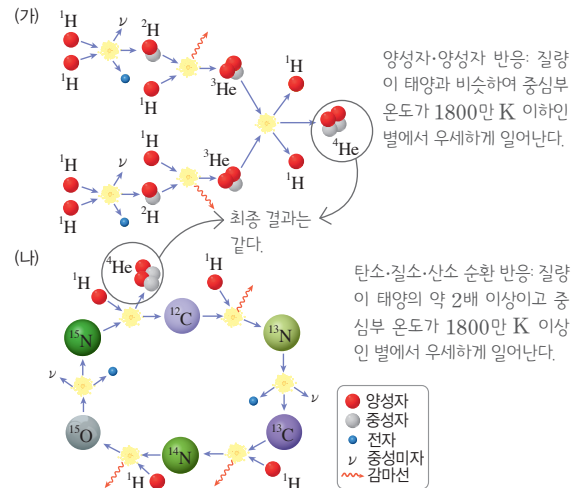 (가)
¹H
ν
²H
¹H
¹H
³He
¹H
양성자·양성자 반응: 질량
이 태양과 비슷하여 중심부
온도가 1800만 K 이하인
별에서 우세하게 일어난다.
⁴He
¹H
ν
¹H
³He
¹H
¹H
²H
최종 결과는
같다.
(나)
⁴He
¹H
¹H
¹²C
¹⁵N
¹³N
ν
ν
¹⁵O
¹⁴N
¹³C
¹H
¹H
탄소·질소·산소 순환 반응: 질량
이 태양의 약 2배 이상이고 중
심부 온도가 1800만 K 이상
인 별에서 우세하게 일어난다.
양성자
중성자
전자
ν 중성미자
감마선